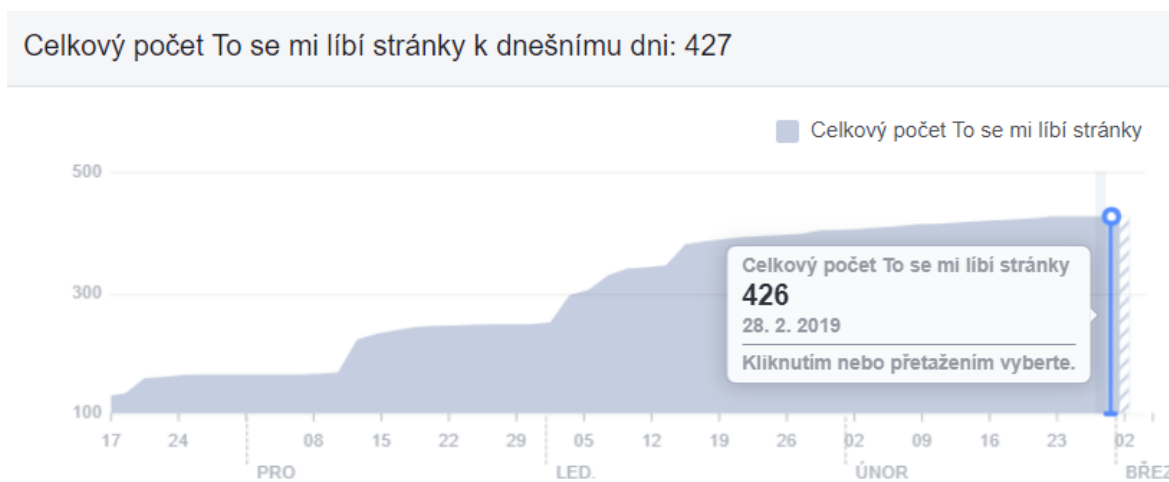 Celkový počet To se mi líbí stránky k dnešnímu dni: 427
Celkový počet To se mi líbí stránky
500
300
100
Celkový počet To se mi líbí stránky
426
28. 2. 2019
Kliknutím nebo přetažením vyberte.
17 24 08 15 22 29 05 12 19 26 02 09 16 23 02
PRO LED. ÚNOR BŘEZ